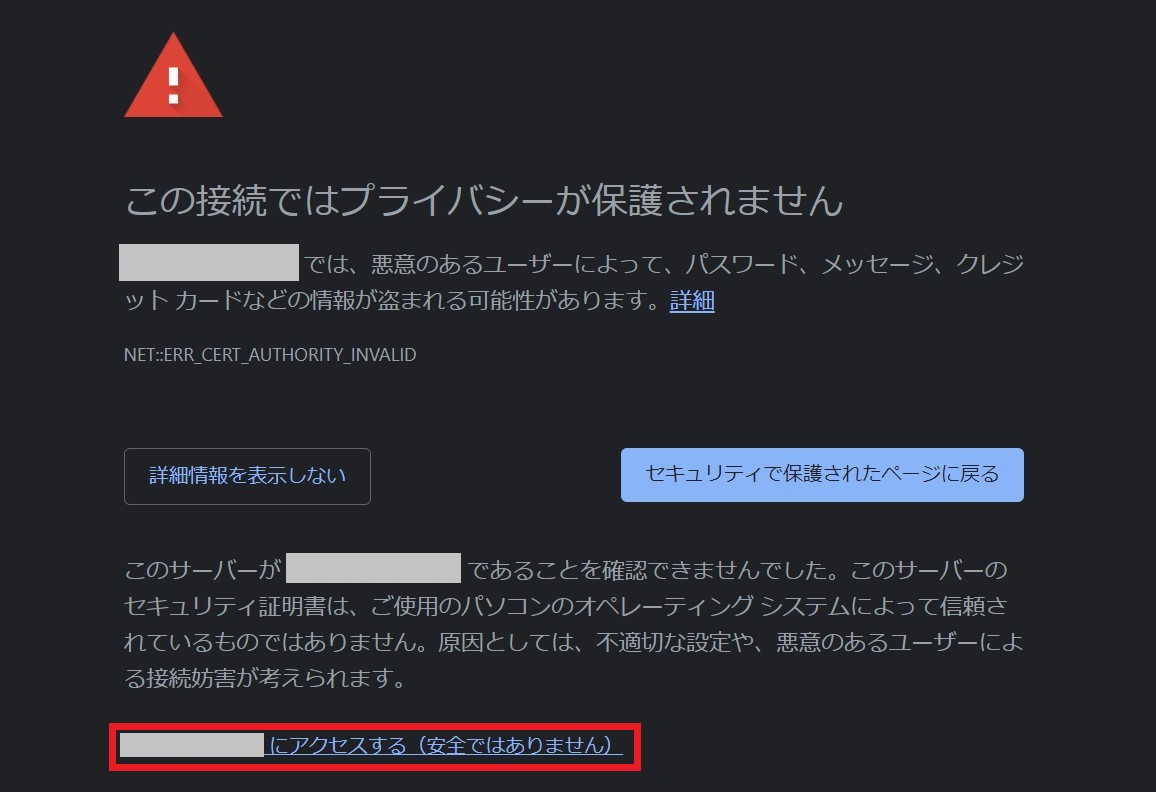 この接続ではプライバシーが保護されません
では、悪意のあるユーザーによって、パスワード、メッセージ、クレジ
ット カードなどの情報が盗まれる可能性があります。詳細
NET::ERR_CERT_AUTHORITY_INVALID
詳細情報を表示しない
セキュリティで保護されたページに戻る
このサーバーが であることを確認できませんでした。このサーバーの
セキュリティ証明書は、ご使用のパソコンのオペレーティング システムによって信頼さ
れているものではありません。原因としては、不適切な設定や、悪意のあるユーザーによ
る接続妨害が考えられます。
にアクセスする（安全ではありません）